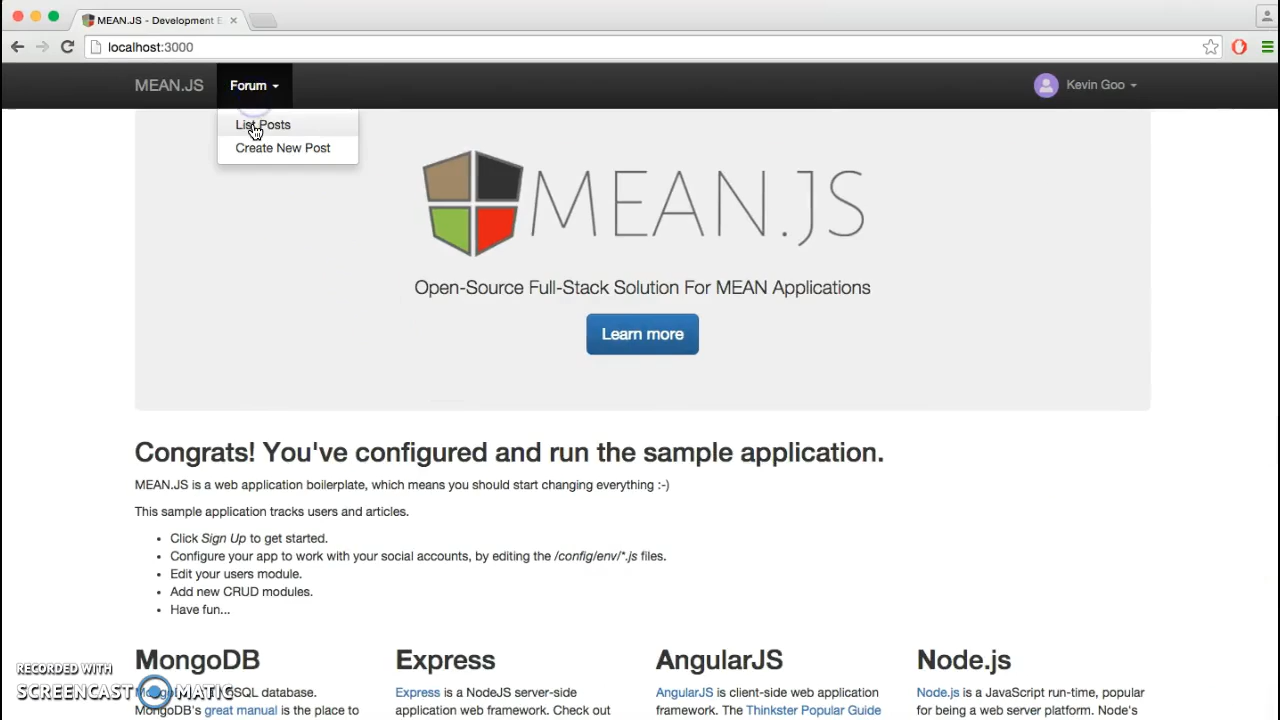 MEAN.JS - Development E
localhost:3000
MEAN.JS
Forum
Kevin Goo
List Posts
Create New Post
MEAN.JS
Open-Source Full-Stack Solution For MEAN Applications
Learn more
Congrats! You've configured and run the sample application.
MEAN.JS is a web application boilerplate, which means you should start changing everything :-)
This sample application tracks users and articles.
• Click Sign Up to get started.
• Configure your app to work with your social accounts, by editing the /config/env/*.js files.
• Edit your users module.
• Add new CRUD modules.
• Have fun...
MongoDB
database.
MongoDB's great manual is the place to
Express
Express is a NodeJS server-side
application web framework. Check out
AngularJS
AngularJS is client-side web application
framework. The Thinkster Popular Guide
Node.js
Node.js is a JavaScript run-time, popular
for being a web server platform. Node's
RECORDED WITH
SCREENCAST MATIC